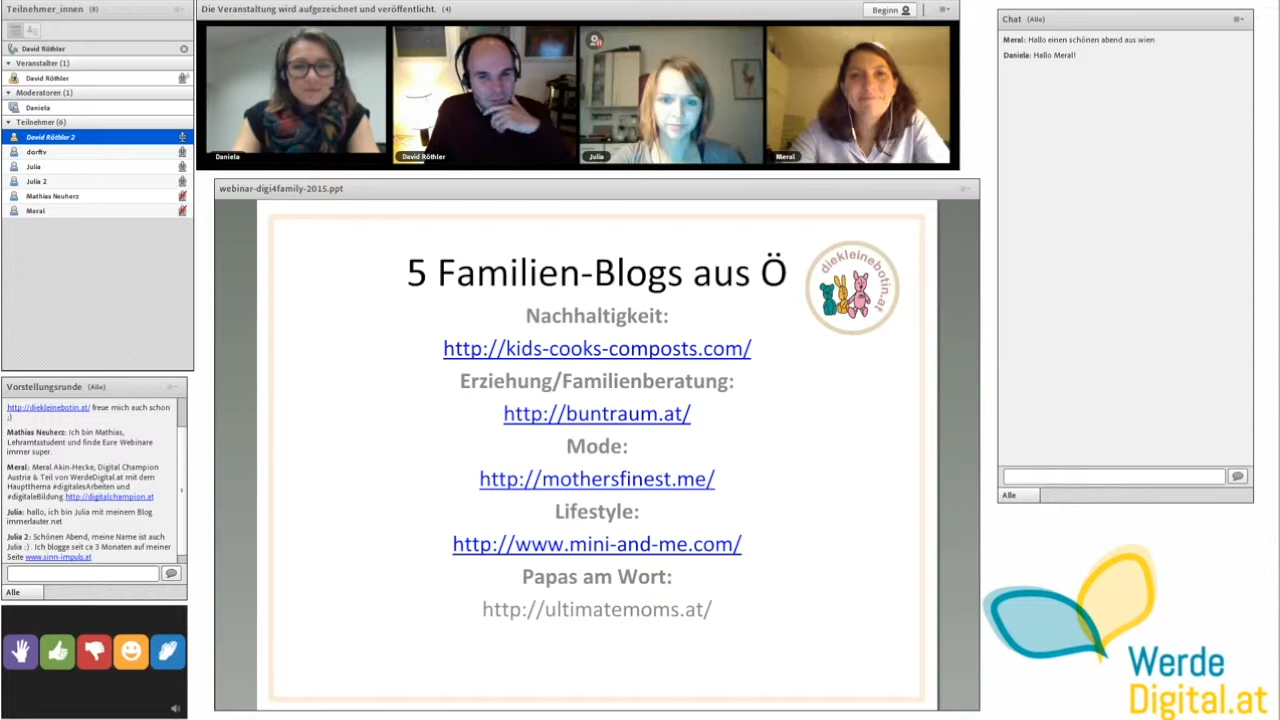 Teilnehmer_innen (8)
David Röthler
Veranstalter (1)
David Röthler
Moderatoren (1)
Daniela
Teilnehmer (6)
David Röthler 2
dorftv
Julia
Julia 2
Mathias Neuherz
Meral
Vorstellungsrunde (Alle)
http://diekleinebotin.at/ freue mich auch schon
;)
Mathias Neuherz: Ich bin Mathias,
Lehramtsstudent und finde Eure Webinare
immer super.
Meral: Meral Akin-Hecke, Digital Champion
Austria & Teil von WerdeDigital.at mit dem
Hauptthema #digitalesArbeiten und
#digitaleBildung http://digitalchampion.at
Julia: hallo, ich bin Julia mit meinem Blog
immerlauter.net
Julia 2: Schönen Abend, meine Name ist auch
Julia :) . Ich blogge seit ca 3 Monaten auf meiner
Seite www.sinn-impuls.at
Alle
Die Veranstaltung wird aufgezeichnet und veröffentlicht. (4)
Beginn
Daniela
David Röthler
Julia
Meral
webinar-digi4family-2015.ppt
5 Familien-Blogs aus Ö
diekleinebotin.at
Nachhaltigkeit:
http://kids-cooks-composts.com/
Erziehung/Familienberatung:
http://buntraum.at/
Mode:
http://mothersfinest.me/
Lifestyle:
http://www.mini-and-me.com/
Papas am Wort:
http://ultimatemoms.at/
Chat (Alle)
Meral: Hallo einen schönen abend aus wien
Daniela: Hallo Meral!
Alle
Werde
Digital.at